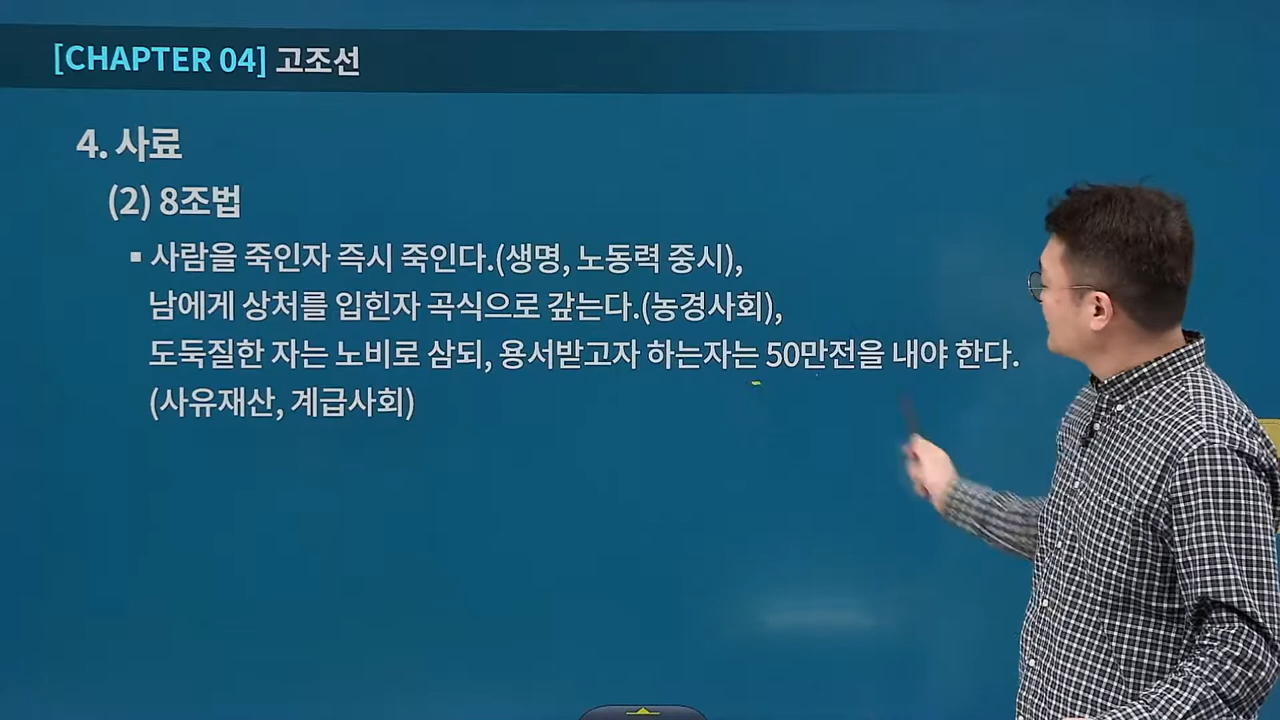 [CHAPTER 04] 고조선
4. 사료
(2) 8조법
▪ 사람을 죽인자 즉시 죽인다.(생명, 노동력 중시),
남에게 상처를 입힌자 곡식으로 갚는다.(농경사회),
도둑질한 자는 노비로 삼되, 용서받고자 하는자는 50만전을 내야 한다.
(사유재산, 계급사회)